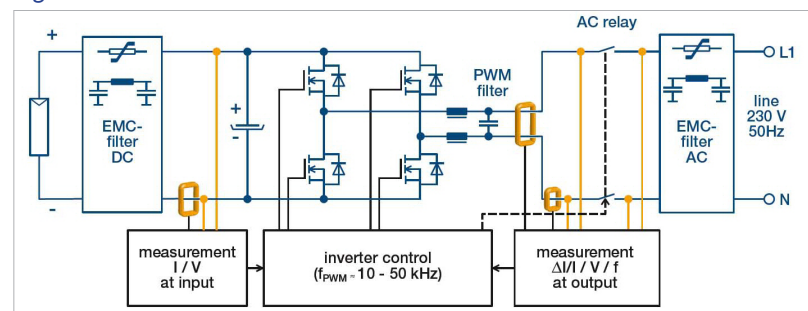 AC relay
+
EMC-
filter
DC
-
+
-
PWM
filter
EMC-
filter
AC
L1
line
230 V
50Hz
N
measurement
I / V
at input
inverter control
(fPWM = 10 - 50 kHz)
measurement
ΔI/I / V / f
at output